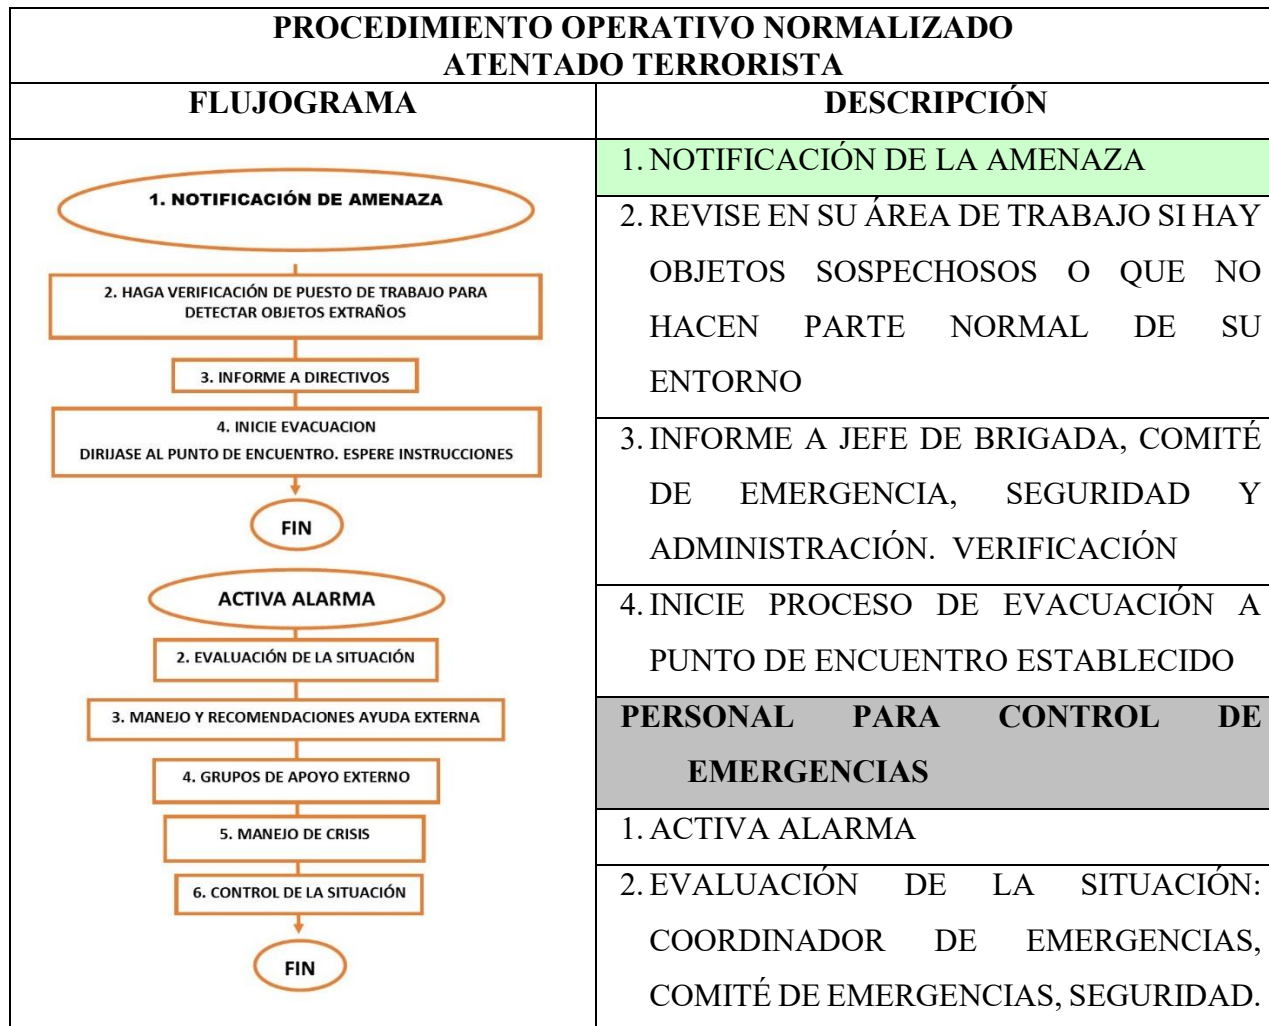 PROCEDIMIENTO OPERATIVO NORMALIZADO
ATENTADO TERRORISTA
FLUJOGRAMA
DESCRIPCIÓN
1. NOTIFICACIÓN DE AMENAZA
2. HAGA VERIFICACIÓN DE PUESTO DE TRABAJO PARA
DETECTAR OBJETOS EXTRAÑOS
3. INFORME A DIRECTIVOS
4. INICIE EVACUACION
DIRIJASE AL PUNTO DE ENCUENTRO. ESPERE INSTRUCCIONES
FIN
ACTIVA ALARMA
2. EVALUACIÓN DE LA SITUACIÓN
3. MANEJO Y RECOMENDACIONES AYUDA EXTERNA
4. GRUPOS DE APOYO EXTERNO
5. MANEJO DE CRISIS
6. CONTROL DE LA SITUACIÓN
FIN
1. NOTIFICACIÓN DE LA AMENAZA
2. REVISE EN SU ÁREA DE TRABAJO SI HAY
OBJETOS SOSPECHOSOS O QUE NO
HACEN PARTE NORMAL DE SU
ENTORNO
3. INFORME A JEFE DE BRIGADA, COMITÉ
DE EMERGENCIA, SEGURIDAD Y
ADMINISTRACIÓN. VERIFICACIÓN
4. INICIE PROCESO DE EVACUACIÓN A
PUNTO DE ENCUENTRO ESTABLECIDO
PERSONAL PARA CONTROL DE
EMERGENCIAS
1. ACTIVA ALARMA
2. EVALUACIÓN DE LA SITUACIÓN:
COORDINADOR DE EMERGENCIAS,
COMITÉ DE EMERGENCIAS, SEGURIDAD.